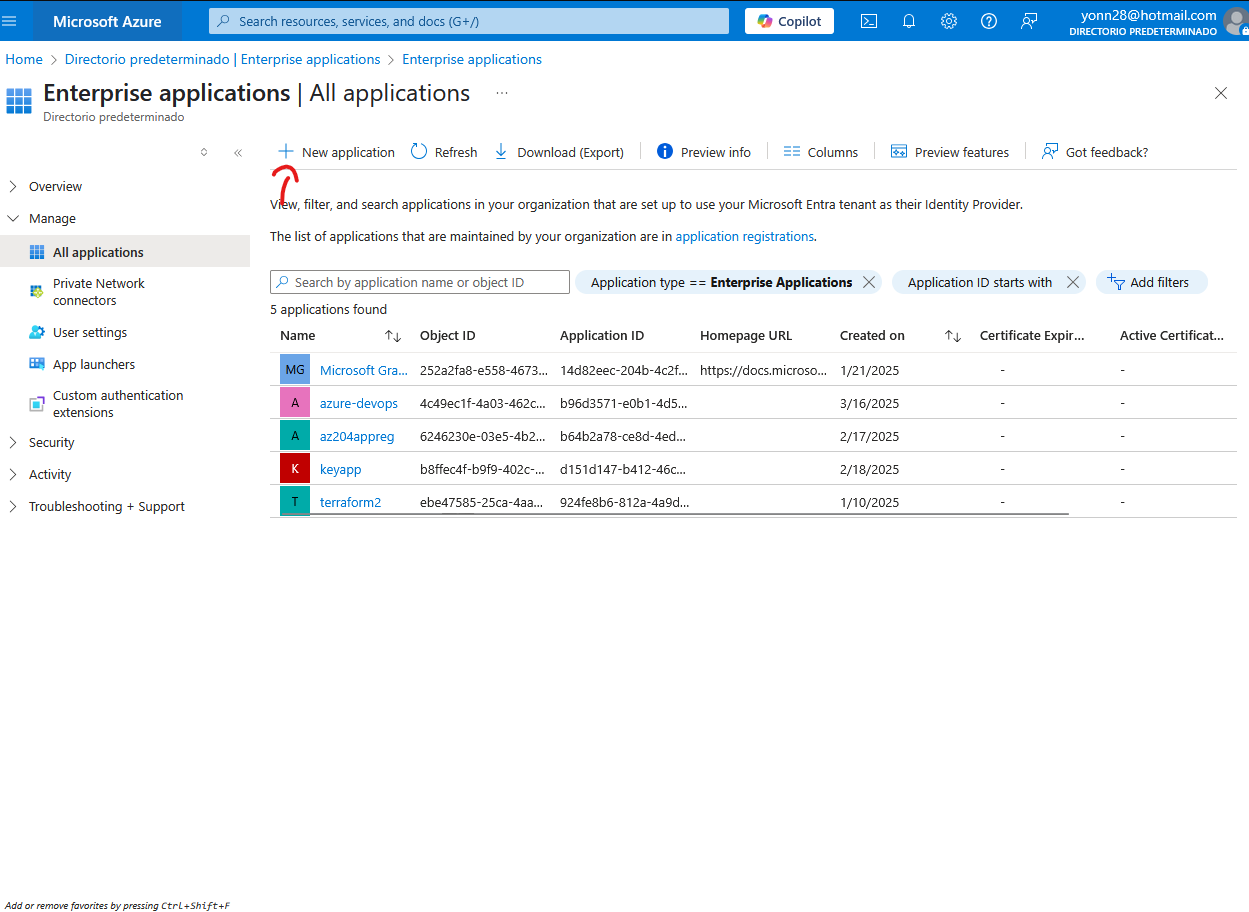 Microsoft Azure
Search resources, services, and docs (G+/)
Copilot
yonn28@hotmail.com
DIRECTORIO PREDETERMINADO
Home > Directorio predeterminado | Enterprise applications > Enterprise applications
Enterprise applications | All applications ...
Directorio predeterminado
New application
Refresh
Download (Export)
Preview info
Columns
Preview features
Got feedback?
Overview
Manage
All applications
Private Network
connectors
User settings
App launchers
Custom authentication
extensions
Security
Activity
Troubleshooting + Support
View, filter, and search applications in your organization that are set up to use your Microsoft Entra tenant as their Identity Provider.
The list of applications that are maintained by your organization are in application registrations.
Search by application name or object ID
Application type == Enterprise Applications
Application ID starts with
Add filters
5 applications found
Name Object ID Application ID Homepage URL Created on Certificate Expir... Active Certificat...
MG Microsoft Gra... 252a2fa8-e558-4673... 14d82eec-204b-4c2f... https://docs.microso... 1/21/2025 - -
A azure-devops 4c49ec1f-4a03-462c... b96d3571-e0b1-4d5... 3/16/2025 - -
A az204appreg 6246230e-03e5-4b2... b64b2a78-ce8d-4ed... 2/17/2025 - -
K keyapp b8ffec4f-b9f9-402c-... d151d147-b412-46c... 2/18/2025 - -
T terraform2 ebe47585-25ca-4aa... 924fe8b6-812a-4a9d... 1/10/2025 - -
Add or remove favorites by pressing Ctrl+Shift+F